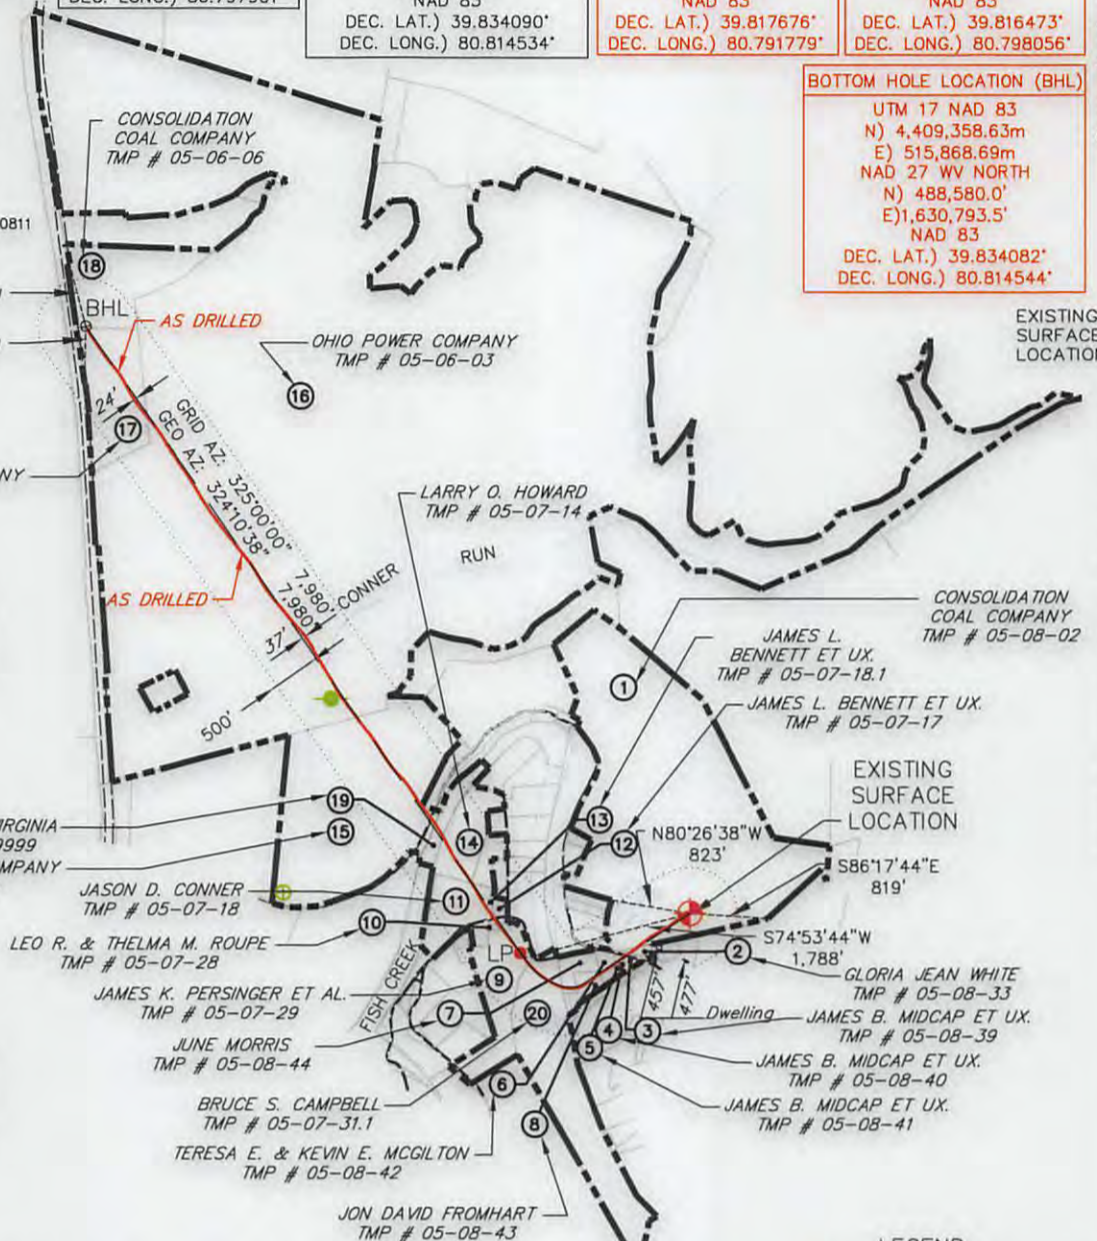 NAD 83
DEC. LAT.) 39.834090°
DEC. LONG.) 80.814534°
NAD 83
DEC. LAT.) 39.817676°
DEC. LONG.) 80.791779°
NAD 83
DEC. LAT.) 39.816473°
DEC. LONG.) 80.798056°
BOTTOM HOLE LOCATION (BHL)
UTM 17 NAD 83
N) 4,409,358.63m
E) 515,868.69m
NAD 27 WV NORTH
N) 488,580.0'
E)1,630,793.5'
NAD 83
DEC. LAT.) 39.834082°
DEC. LONG.) 80.814544°
CONSOLIDATION
COAL COMPANY
TMP # 05-06-06
0811
18
BHL
AS DRILLED
OHIO POWER COMPANY
TMP # 05-06-03
16
EXISTING
SURFACE
LOCATION
24'
17
GRID AZ: 325°00'00" 7,980'
GEO AZ: 324°10'38" 7,980'
NY
LARRY O. HOWARD
TMP # 05-07-14
CONNER
RUN
AS DRILLED
37'
500'
CONSOLIDATION
COAL COMPANY
TMP # 05-08-02
1
JAMES L.
BENNETT ET UX.
TMP # 05-07-18.1
JAMES L. BENNETT ET UX.
TMP # 05-07-17
EXISTING
SURFACE
LOCATION
IRGINIA
9999
19
MPANY
15
14
13
12
N80°26'38"W
823'
S86°17'44"E
819'
JASON D. CONNER
TMP # 05-07-18
11
10
LEO R. & THELMA M. ROUPE
TMP # 05-07-28
S74°53'44"W
1,788'
2
GLORIA JEAN WHITE
TMP # 05-08-33
LP
9
FISH CREEK
JAMES K. PERSINGER ET AL.
TMP # 05-07-29
7
20
457'
477'
Dwelling
JAMES B. MIDCAP ET UX.
TMP # 05-08-39
3
4
5
JUNE MORRIS
TMP # 05-08-44
JAMES B. MIDCAP ET UX.
TMP # 05-08-40
6
BRUCE S. CAMPBELL
TMP # 05-07-31.1
JAMES B. MIDCAP ET UX.
TMP # 05-08-41
8
TERESA E. & KEVIN E. MCGILTON
TMP # 05-08-42
JON DAVID FROMHART
TMP # 05-08-43